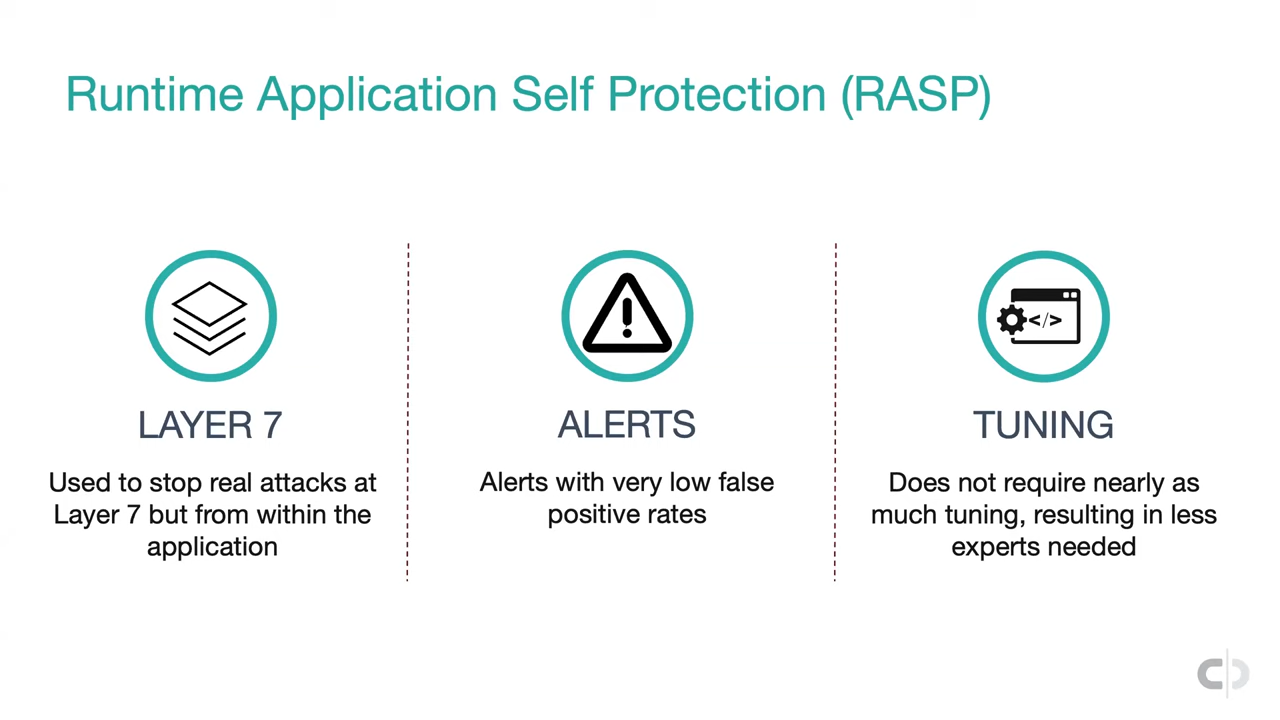 Runtime Application Self Protection (RASP)
</>
LAYER 7
Used to stop real attacks at
Layer 7 but from within the
application
ALERTS
Alerts with very low false
positive rates
TUNING
Does not require nearly as
much tuning, resulting in less
experts needed